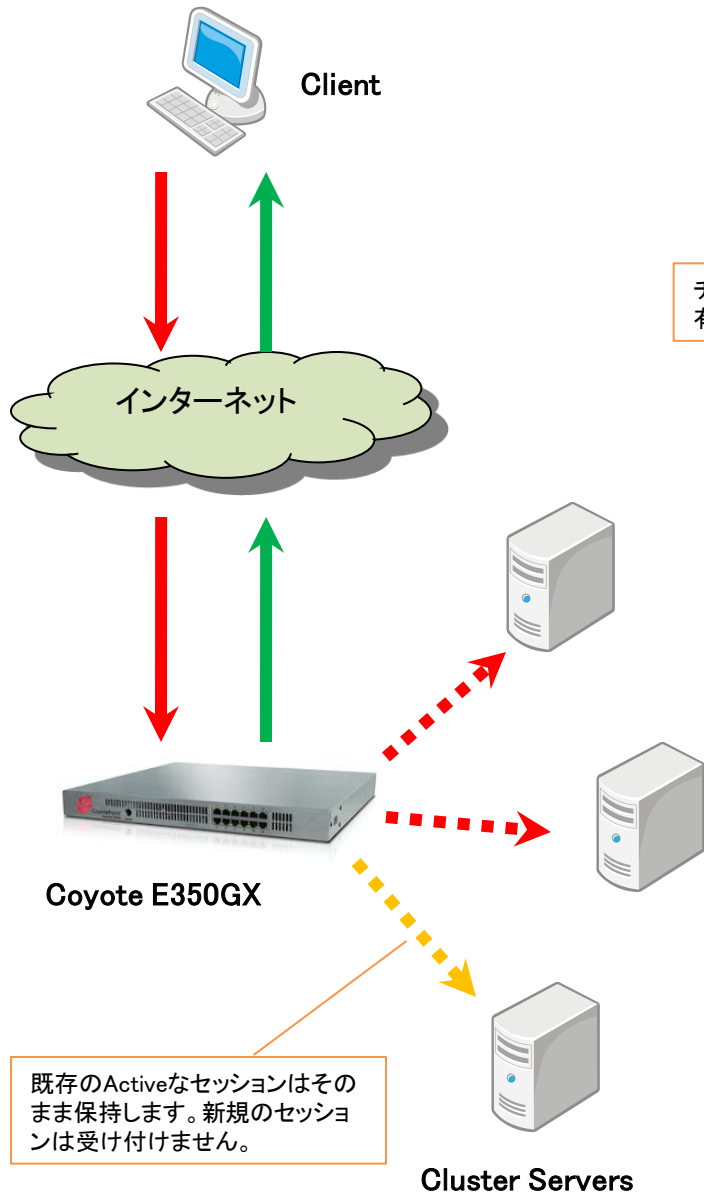 Client
有
インターネット
Coyote E350GX
既存のActiveなセッションはその
まま保持します。新規のセッショ
ンは受け付けません。
Cluster Servers